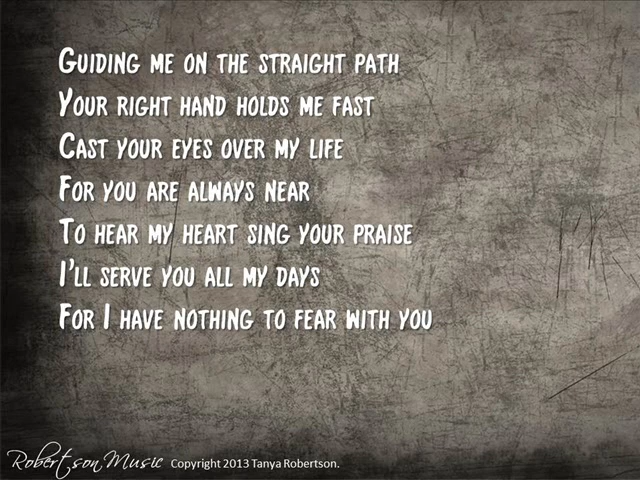 Guiding me on the straight path
Your right hand holds me fast
Cast your eyes over my life
For you are always near
To hear my heart sing your praise
I'll serve you all my days
For I have nothing to fear with you
Robertson Music Copyright 2013 Tanya Robertson.